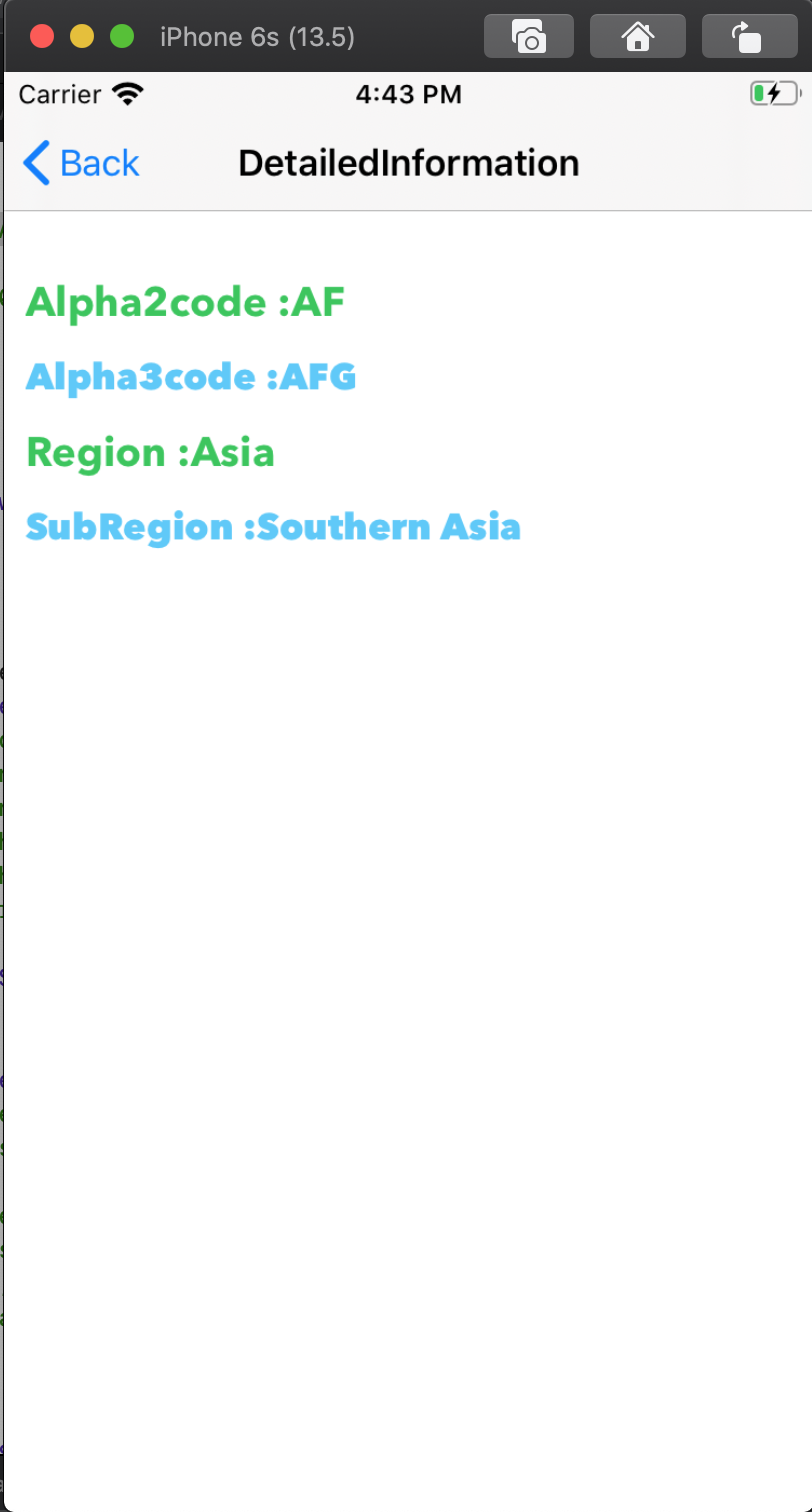 iPhone 6s (13.5)
Carrier 4:43 PM
Back DetailedInformation
Alpha2code :AF
Alpha3code :AFG
Region :Asia
SubRegion :Southern Asia